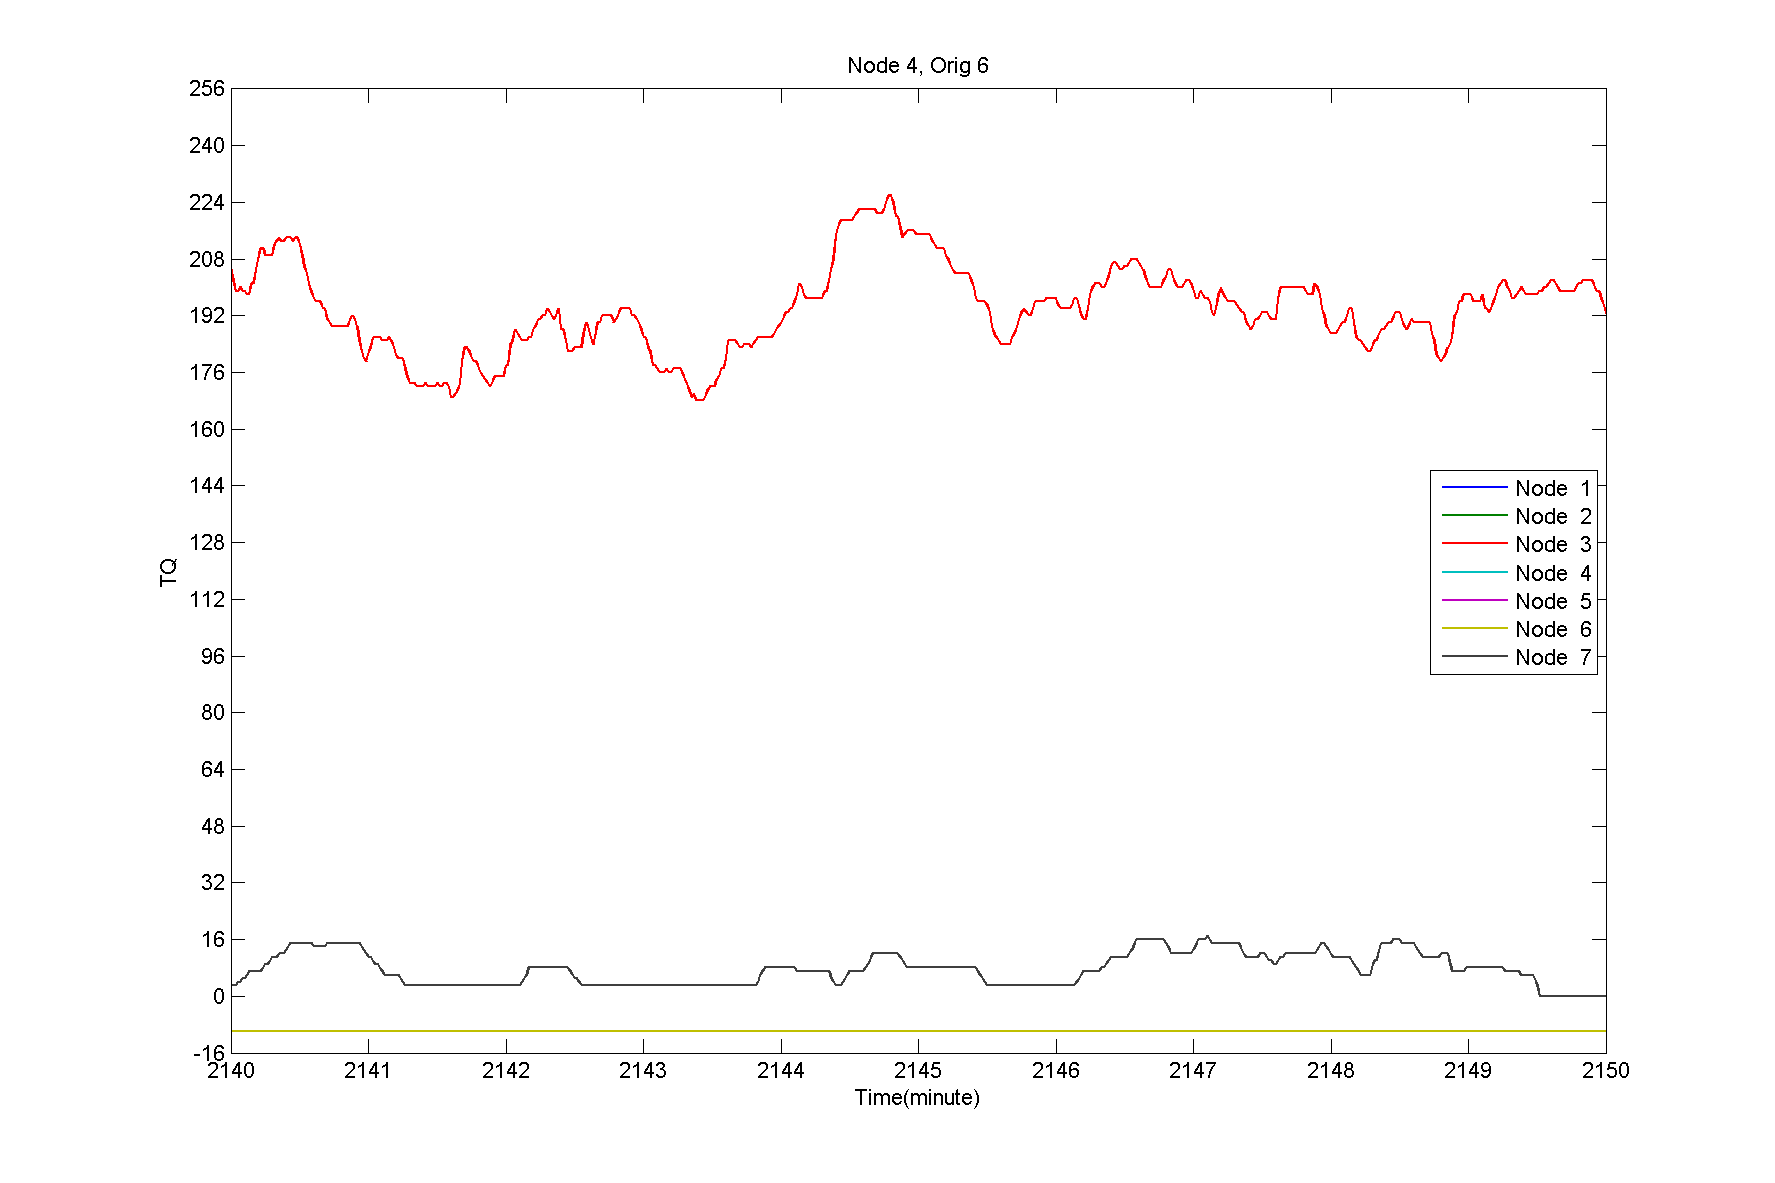 Node 4, Orig 6
256
240
224
208
192
176
160
144
128
112
96
80
64
48
32
16
0
-16
TQ
Node 1
Node 2
Node 3
Node 4
Node 5
Node 6
Node 7
2140 2141 2142 2143 2144 2145 2146 2147 2148 2149 2150
Time(minute)